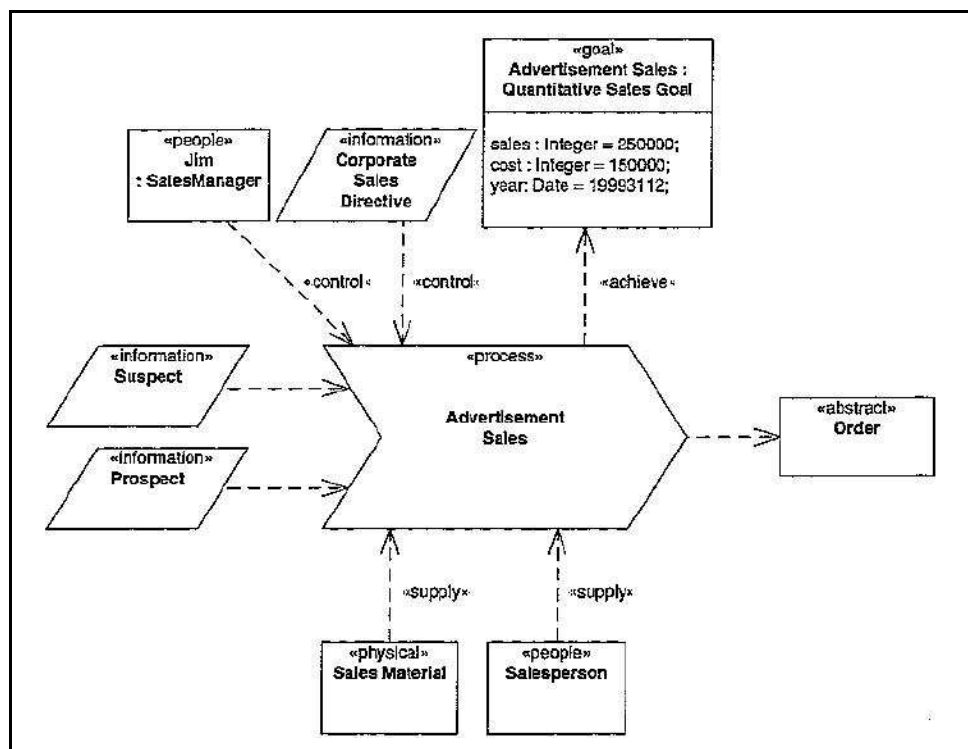 «goal»
Advertisement Sales :
Quantitative Sales Goal
sales : Integer = 250000;
cost : Integer = 150000;
year: Date = 19993112;
«people»
Jim
: SalesManager
«information»
Corporate
Sales
Directive
«control»
«control»
«achieve»
«information»
Suspect
«process»
Advertisement
Sales
«abstract»
Order
«information»
Prospect
«supply»
«supply»
«physical»
Sales Material
«people»
Salesperson